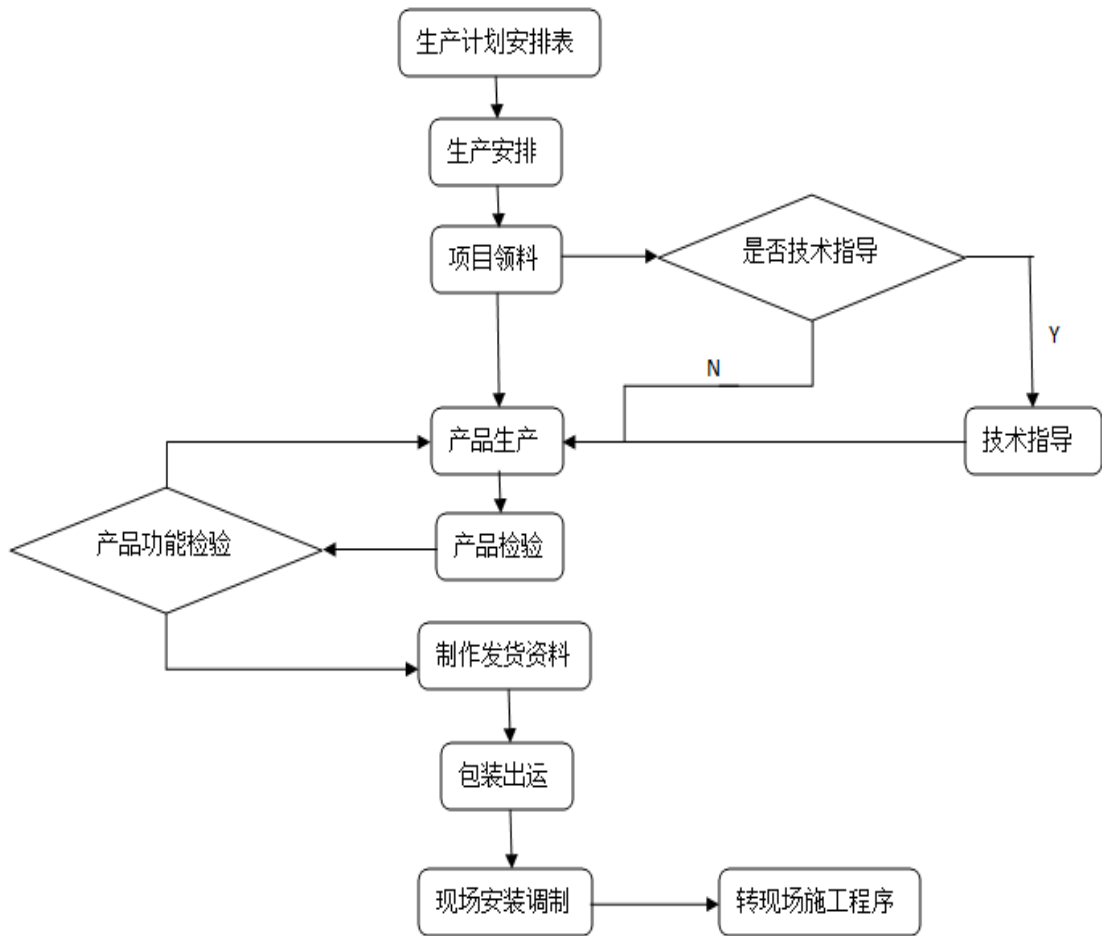 生产计划安排表
生产安排
项目领料
是否技术指导
Y
N
产品生产
技术指导
产品功能检验
产品检验
制作发货资料
包装出运
现场安装调制
转现场施工程序